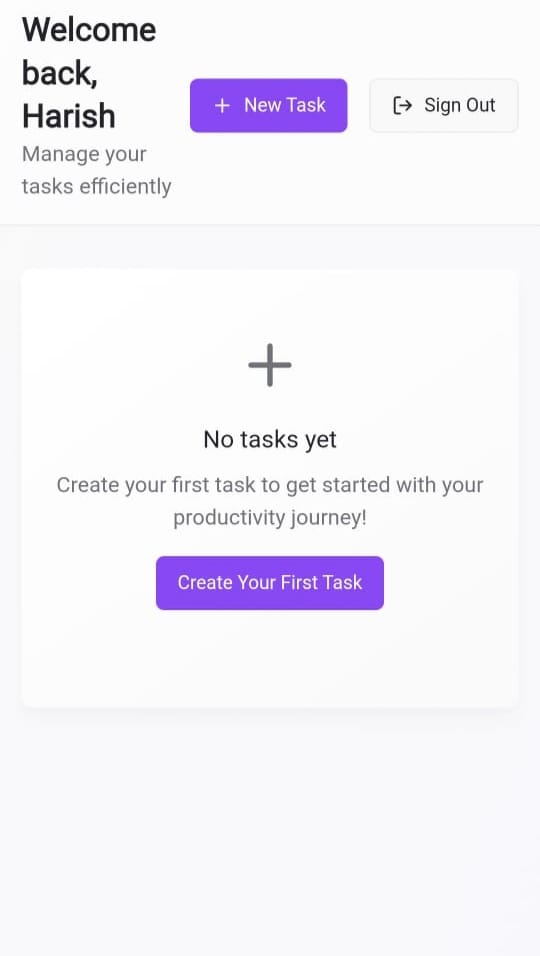 Welcome
back,
Harish
Manage your
tasks efficiently
New Task
Sign Out
No tasks yet
Create your first task to get started with your
productivity journey!
Create Your First Task